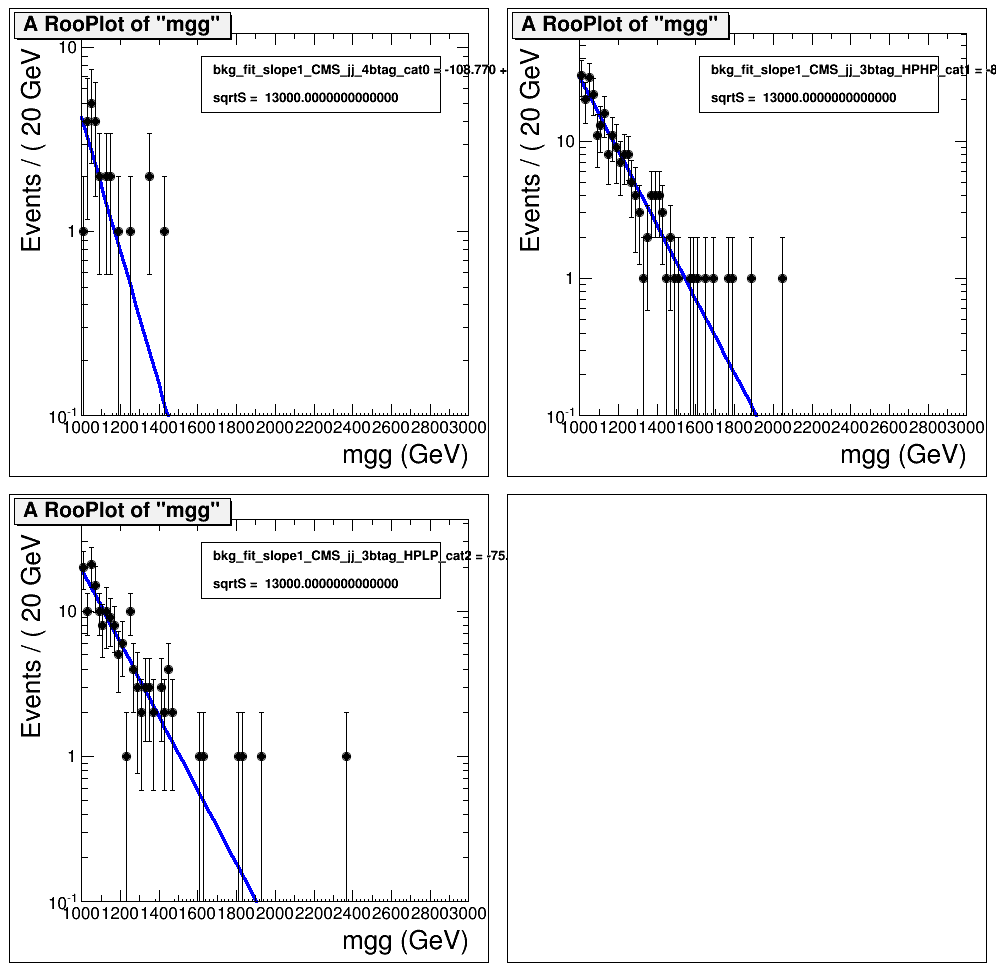 A RooPlot of "mgg"
bkg_fit_slope1_CMS_jj_4btag_cat0 = -108.770 +
sqrtS = 13000.0000000000000
Events / ( 20 GeV
10
1
10-1
1000 1200 1400 1600 1800 2000 2200 2400 2600 2800 3000
mgg (GeV)
A RooPlot of "mgg"
bkg_fit_slope1_CMS_jj_3btag_HPHP_cat1 = -8
sqrtS = 13000.0000000000000
Events / ( 20 GeV
10
1
10-1
1000 1200 1400 1600 1800 2000 2200 2400 2600 2800 3000
mgg (GeV)
A RooPlot of "mgg"
bkg_fit_slope1_CMS_jj_3btag_HPLP_cat2 = -75.
sqrtS = 13000.0000000000000
Events / ( 20 GeV
10
1
10-1
1000 1200 1400 1600 1800 2000 2200 2400 2600 2800 3000
mgg (GeV)